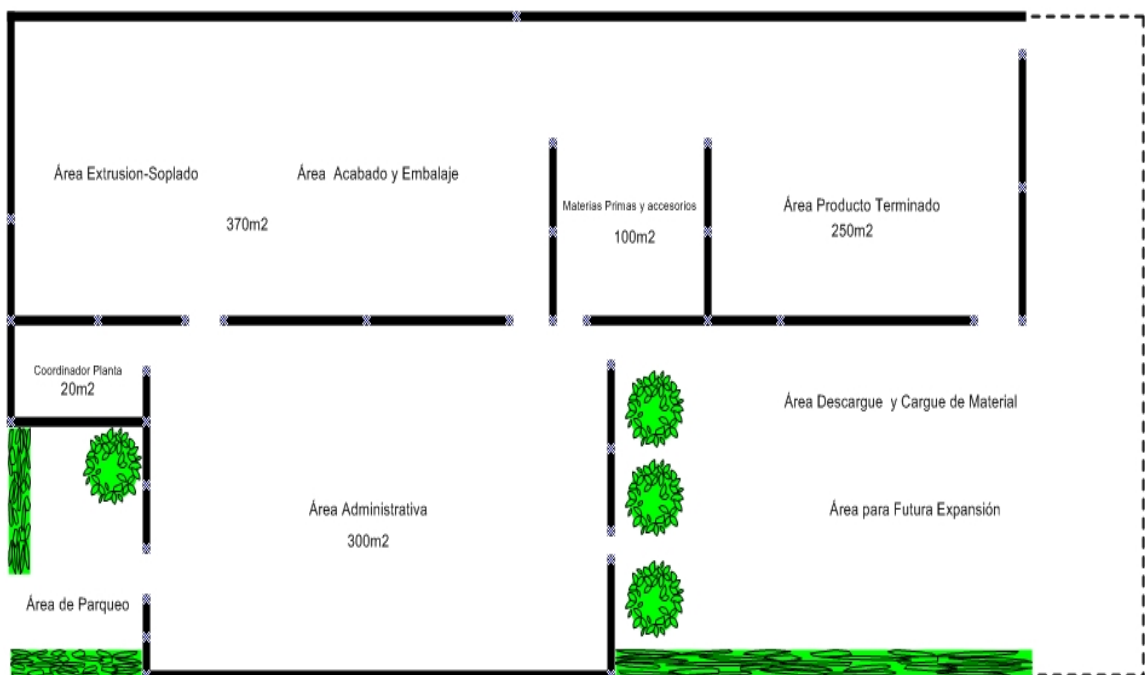 Área Extrusion-Soplado
Área Acabado y Embalaje
370m2
Materias Primas y accesorios
100m2
Área Producto Terminado
250m2
Coordinador Planta
20m2
Área Descargue y Cargue de Material
Área Administrativa
300m2
Área para Futura Expansión
Área de Parqueo